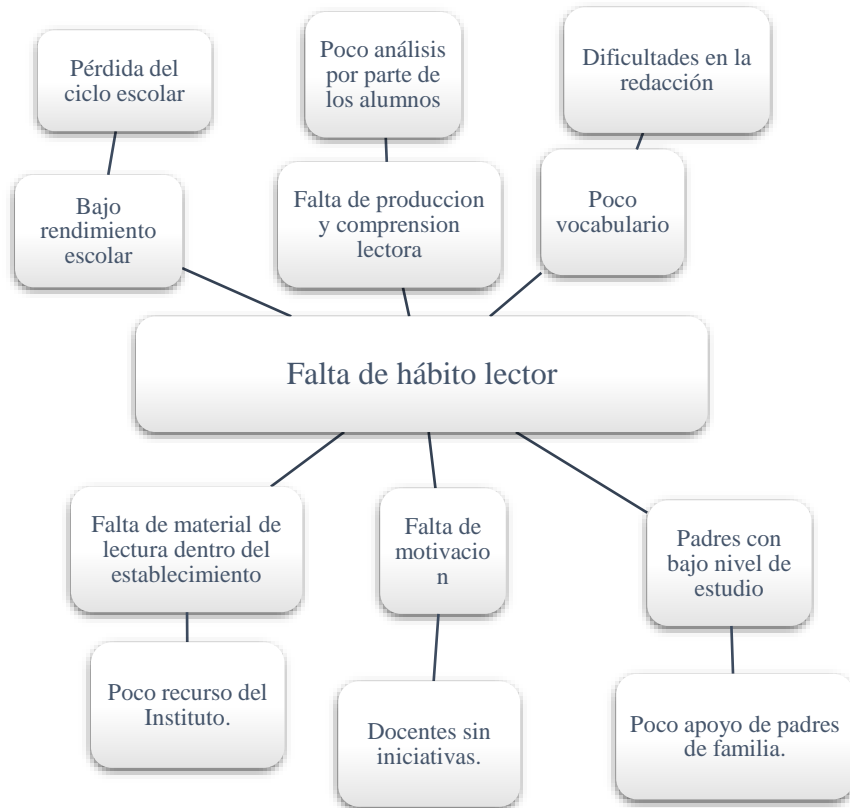 Pérdida del
ciclo escolar
Poco análisis
por parte de
los alumnos
Dificultades en la
redacción
Bajo
rendimiento
escolar
Falta de produccion
y comprension
lectora
Poco
vocabulario
Falta de hábito lector
Falta de material de
lectura dentro del
establecimiento
Falta de
motivacio
n
Padres con
bajo nivel de
estudio
Poco recurso del
Instituto.
Docentes sin
iniciativas.
Poco apoyo de padres
de familia.